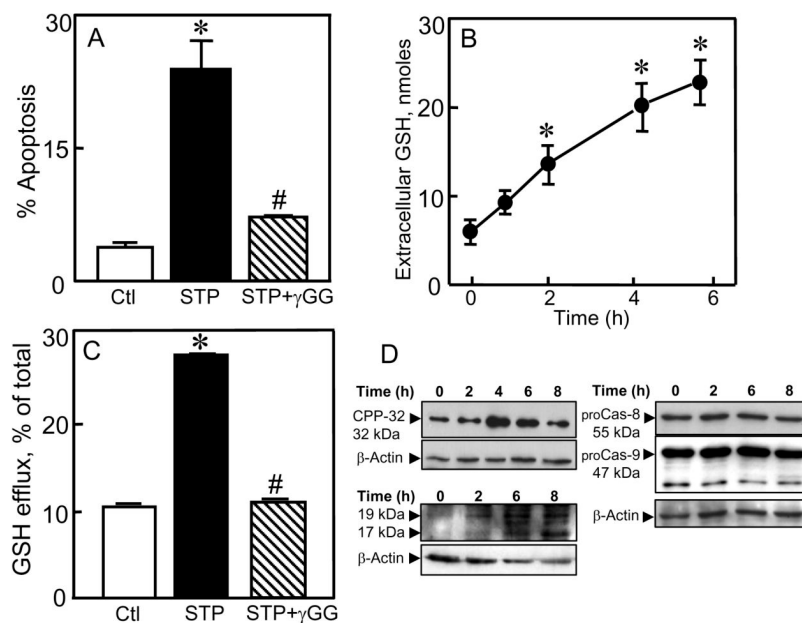 A
% Apoptosis
30
15
0
*
#
Ctl STP STP+γGG
B
Extracellular GSH, nmoles
30
20
10
0
* * *
0 2 4 6
Time (h)
C
GSH efflux, % of total
30
20
10
0
*
#
Ctl STP STP+γGG
D
Time (h) 0 2 4 6 8
CPP-32
32 kDa
β-Actin
Time (h) 0 2 6 8
19 kDa
17 kDa
β-Actin
Time (h) 0 2 6 8
proCas-8
55 kDa
proCas-9
47 kDa
β-Actin